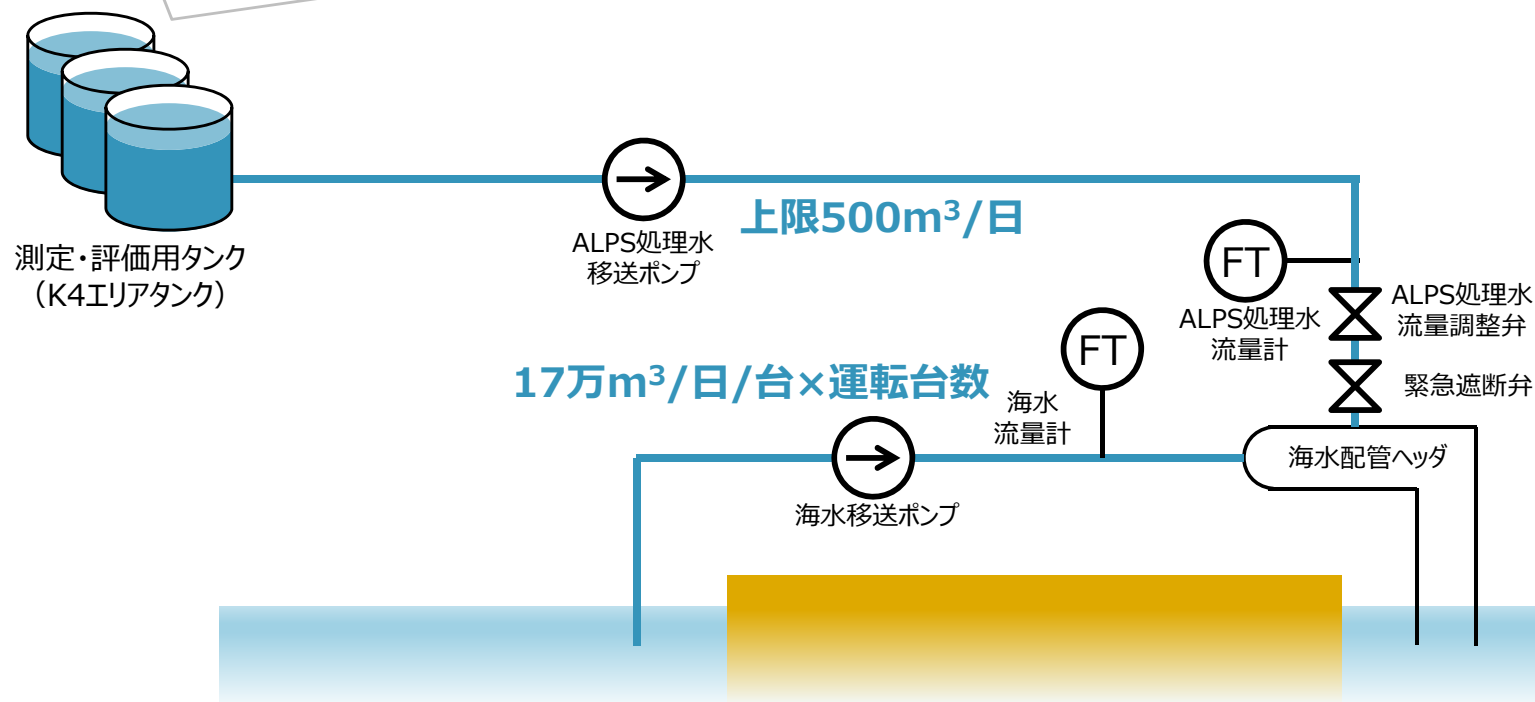 測定・評価用タンク
（K4エリアタンク）
ALPS処理水
移送ポンプ
上限500m³/日
FT
ALPS処理水
流量計
ALPS処理水
流量調整弁
緊急遮断弁
17万m³/日/台×運転台数
FT
海水
流量計
海水移送ポンプ
海水配管ヘッダ